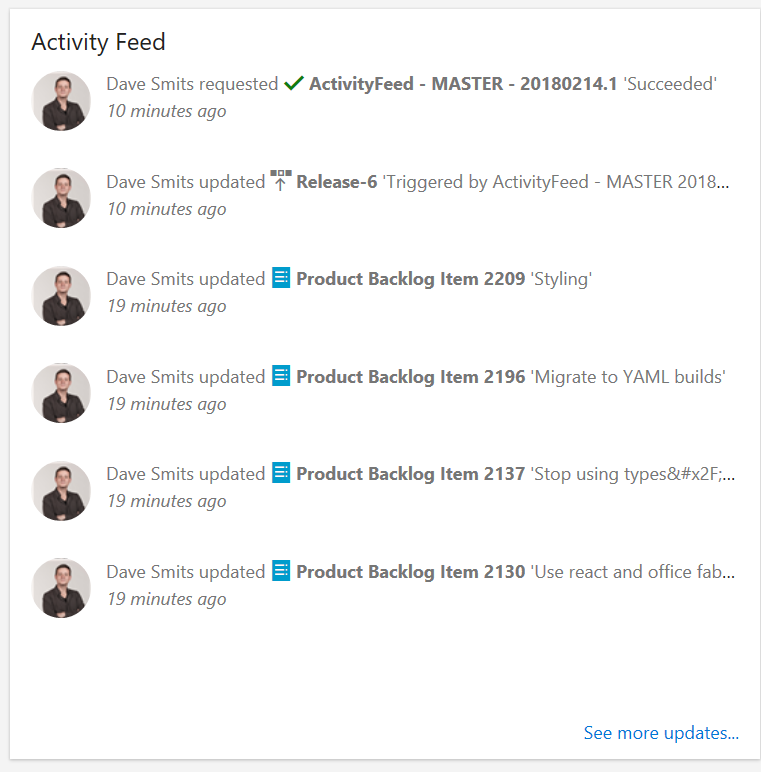 Activity Feed
Dave Smits requested ActivityFeed - MASTER - 20180214.1 'Succeeded'
10 minutes ago
Dave Smits updated Release-6 'Triggered by ActivityFeed - MASTER 2018...
10 minutes ago
Dave Smits updated Product Backlog Item 2209 'Styling'
19 minutes ago
Dave Smits updated Product Backlog Item 2196 'Migrate to YAML builds'
19 minutes ago
Dave Smits updated Product Backlog Item 2137 'Stop using types&#x2F;...
19 minutes ago
Dave Smits updated Product Backlog Item 2130 'Use react and office fab...
19 minutes ago
See more updates...